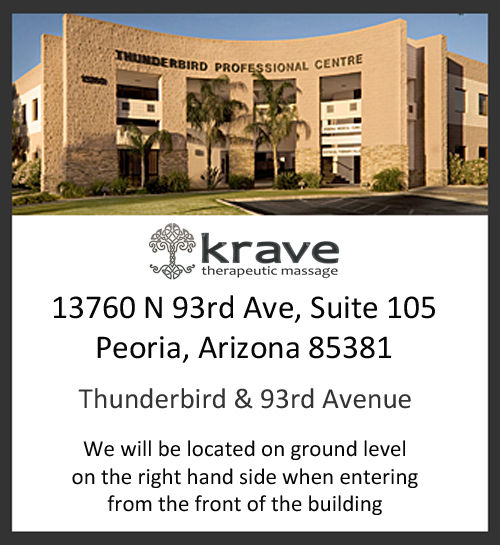 THUNDERBIRD PROFESSIONAL CENTRE
13760
krave
therapeutic massage
13760 N 93rd Ave, Suite 105
Peoria, Arizona 85381
Thunderbird & 93rd Avenue
We will be located on ground level
on the right hand side when entering
from the front of the building